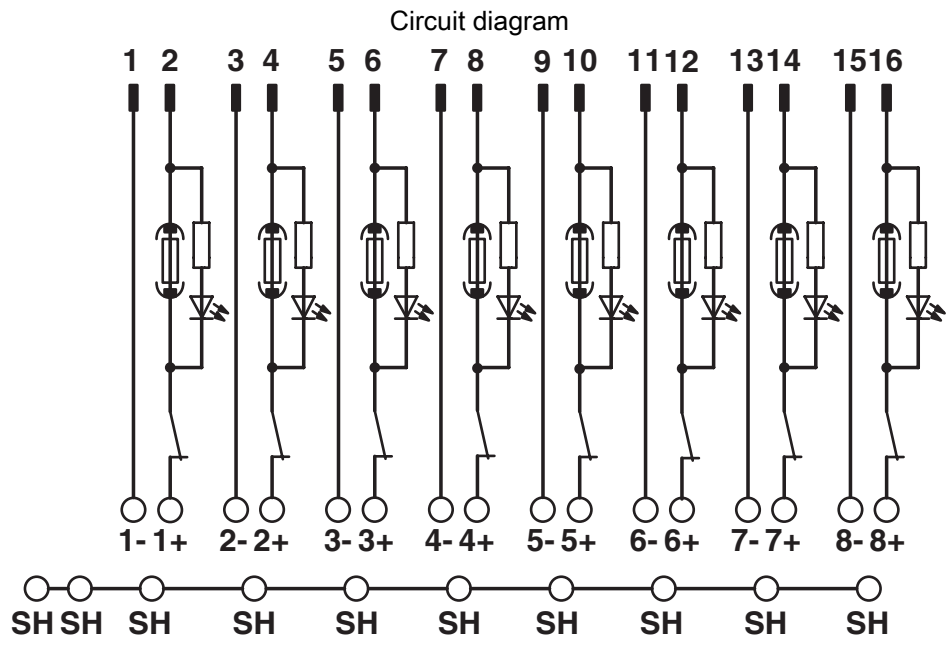 Circuit diagram
1 2 3 4 5 6 7 8 9 10 11 12 13 14 15 16
1- 1+ 2- 2+ 3- 3+ 4- 4+ 5- 5+ 6- 6+ 7- 7+ 8- 8+
SH SH SH SH SH SH SH SH SH SH